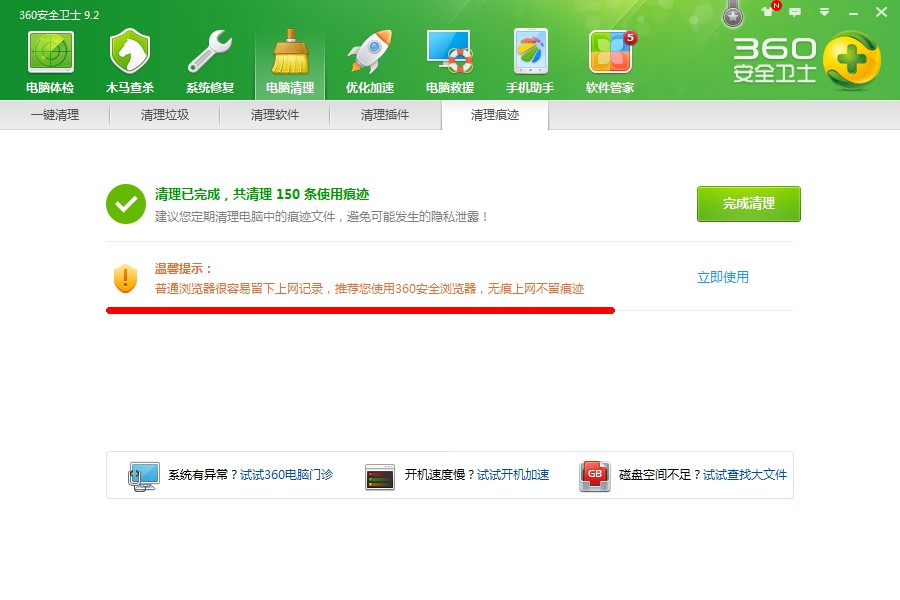 360安全卫士 9.2
N
电脑体检 木马查杀 系统修复 电脑清理 优化加速 电脑救援 手机助手 软件管家
5
360
安全卫士
一键清理 清理垃圾 清理软件 清理插件 清理痕迹
清理已完成，共清理 150 条使用痕迹
建议您定期清理电脑中的痕迹文件，避免可能发生的隐私泄露！
完成清理
温馨提示：
普通浏览器很容易留下上网记录，推荐您使用360安全浏览器，无痕上网不留痕迹
立即使用
系统有异常？试试360电脑门诊
开机速度慢？试试开机加速
GB
磁盘空间不足？试试查找大文件